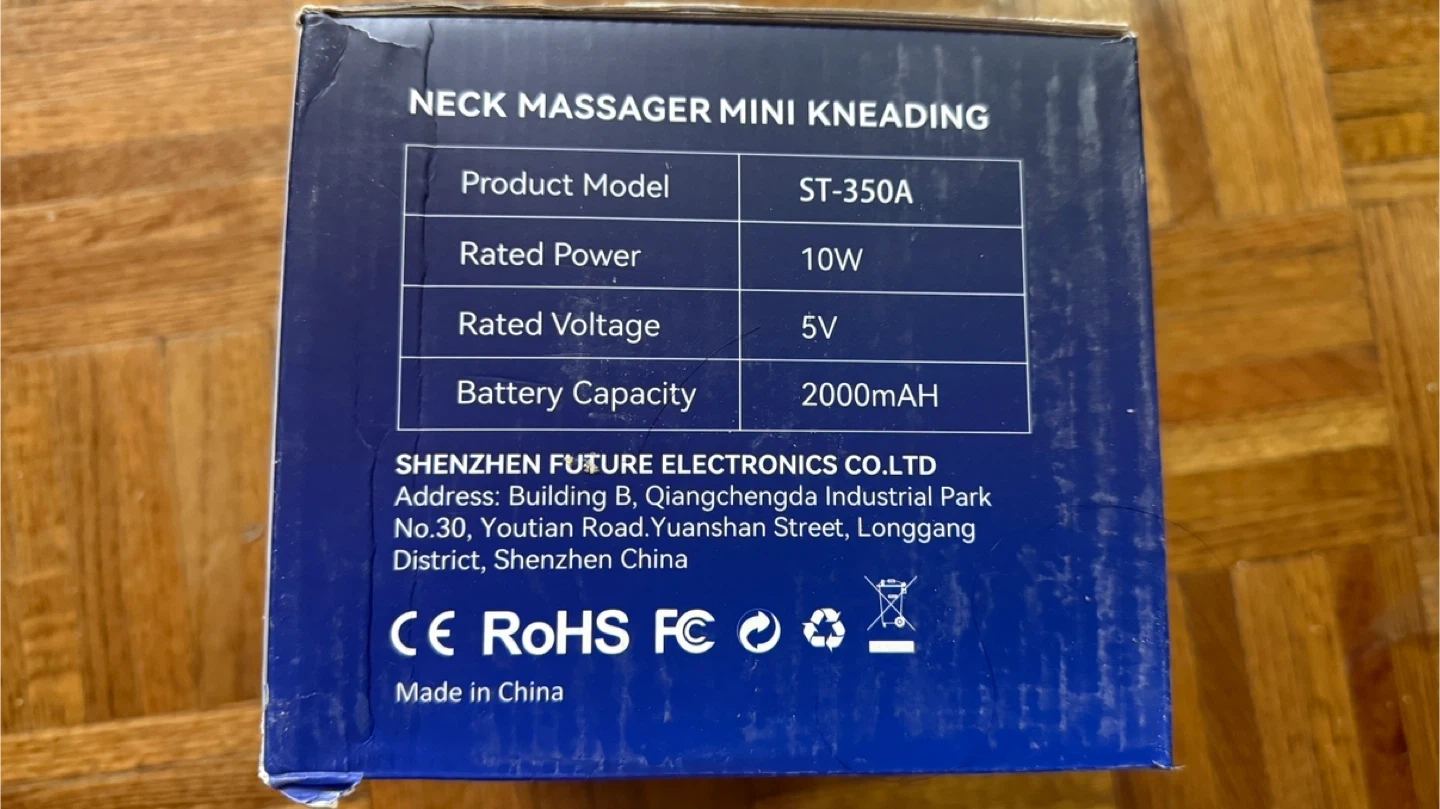 NECK MASSAGER MINI KNEADING
Product Model ST-350A
Rated Power 10W
Rated Voltage 5V
Battery Capacity 2000mAH
SHENZHEN FUTURE ELECTRONICS CO.LTD
Address: Building B, Qiangchengda Industrial Park
No.30, Youtian Road.Yuanshan Street, Longgang
District, Shenzhen China
CE RoHS FC
Made in China